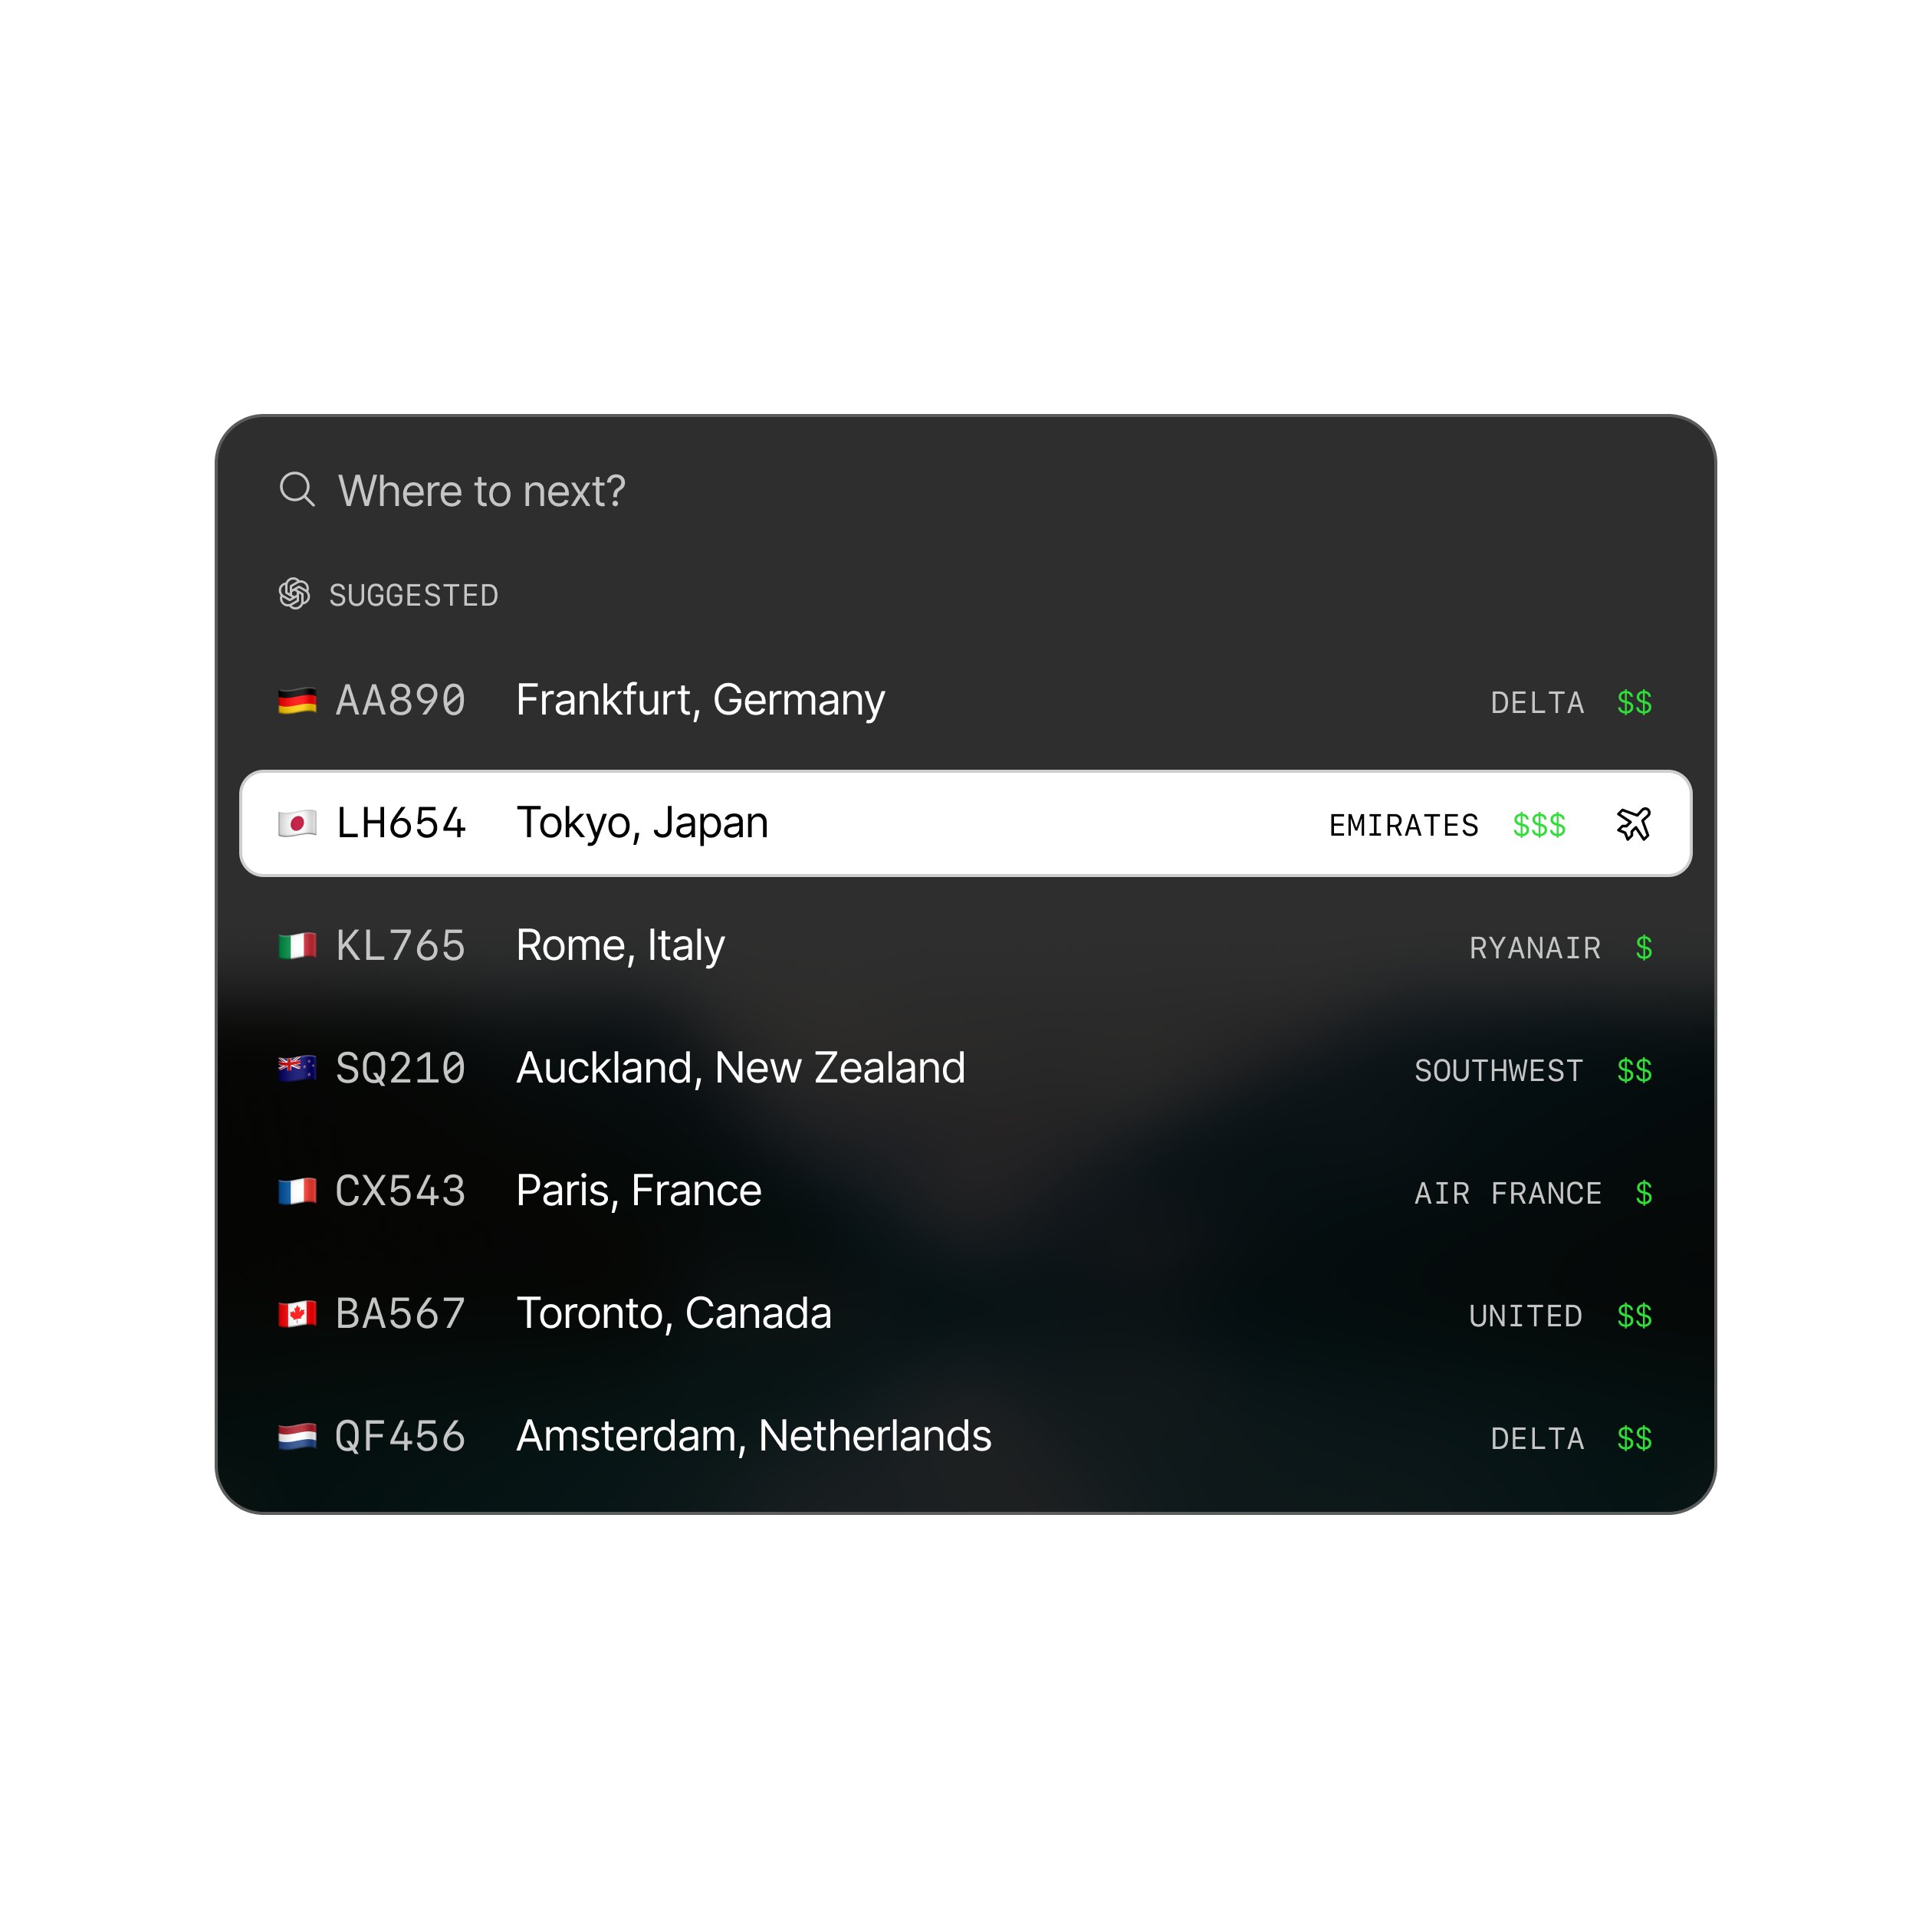 Where to next?
SUGGESTED
AA890 Frankfurt, Germany DELTA $$
LH654 Tokyo, Japan EMIRATES $$$
KL765 Rome, Italy RYANAIR $
SQ210 Auckland, New Zealand SOUTHWEST $$
CX543 Paris, France AIR FRANCE $
BA567 Toronto, Canada UNITED $$
QF456 Amsterdam, Netherlands DELTA $$